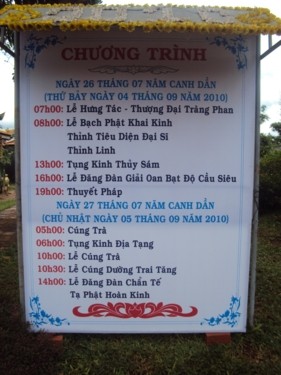 CHƯƠNG TRÌNH
NGÀY 26 THÁNG 07 NĂM CANH DẦN
(THỨ BẢY NGÀY 04 THÁNG 09 NĂM 2010)
07h00: Lễ Hưng Tác - Thượng Đại Tràng Phan
08h00: Lễ Bạch Phật Khai Kinh
Thỉnh Tiêu Diện Đại Sĩ
Thỉnh Linh
13h00: Tụng Kinh Thủy Sám
16h00: Lễ Đăng Đàn Giải Oan Bạt Độ Cầu Siêu
19h00: Thuyết Pháp
NGÀY 27 THÁNG 07 NĂM CANH DẦN
(CHỦ NHẬT NGÀY 05 THÁNG 09 NĂM 2010)
05h00: Cúng Trà
06h00: Tụng Kinh Địa Tạng
10h00: Lễ Cúng Trà
10h30: Lễ Cúng Dường Trai Tăng
14h00: Lễ Đăng Đàn Chẩn Tế
Tạ Phật Hoàn Kinh